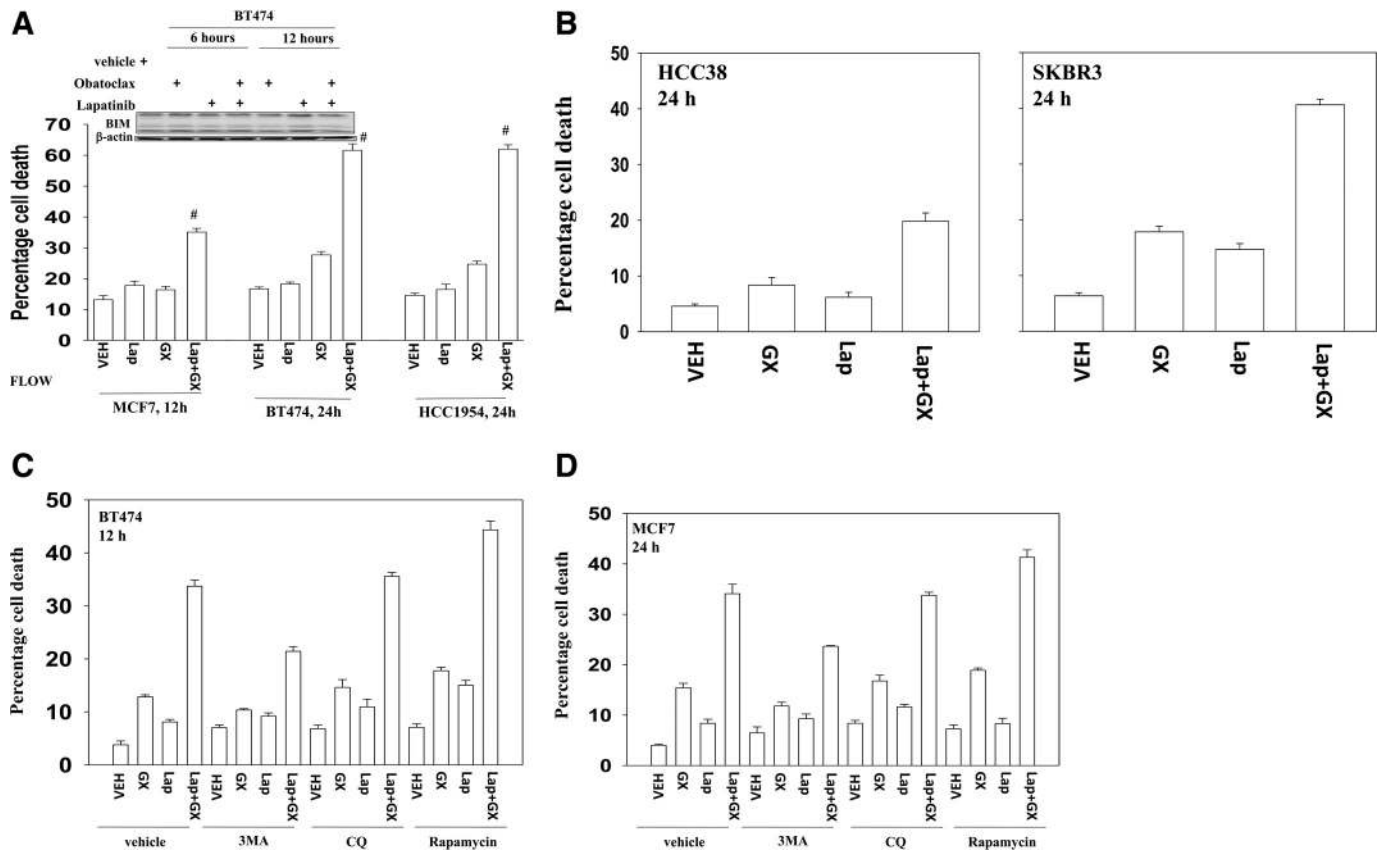 A
BT474
6 hours 12 hours
vehicle +
Obatoclax + + + +
Lapatinib + + + +
BIM
β-actin
#
#
#
Percentage cell death
70
60
50
40
30
20
10
0
VEH Lap GX Lap+GX VEH Lap GX Lap+GX VEH Lap GX Lap+GX
FLOW
MCF7, 12h BT474, 24h HCC1954, 24h
B
Percentage cell death
50
40
30
20
10
0
HCC38
24 h
VEH GX Lap Lap+GX
50
40
30
20
10
0
SKBR3
24 h
VEH GX Lap Lap+GX
C
Percentage cell death
50
40
30
20
10
0
BT474
12 h
VEH GX Lap Lap+GX VEH GX Lap Lap+GX VEH GX Lap Lap+GX VEH GX Lap Lap+GX
vehicle 3MA CQ Rapamycin
D
Percentage cell death
50
40
30
20
10
0
MCF7
24 h
VEH GX Lap Lap+GX VEH GX Lap Lap+GX VEH GX Lap Lap+GX VEH GX Lap Lap+GX
vehicle 3MA CQ Rapamycin